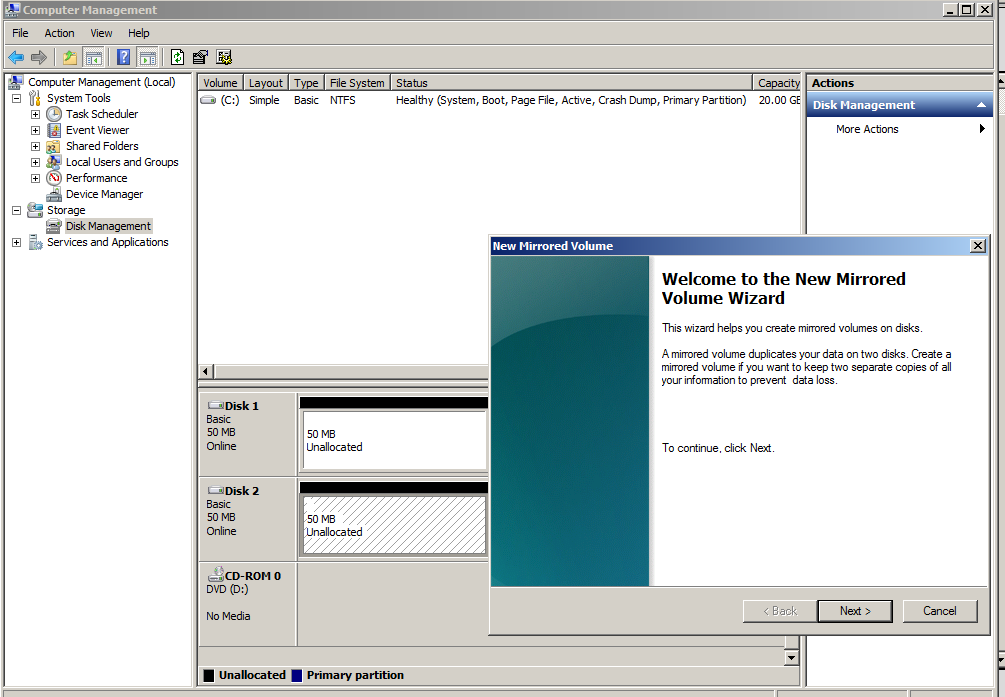 Computer Management
File Action View Help
Computer Management (Local)
System Tools
Task Scheduler
Event Viewer
Shared Folders
Local Users and Groups
Performance
Device Manager
Storage
Disk Management
Services and Applications
Volume Layout Type File System Status Capacity
(C:) Simple Basic NTFS Healthy (System, Boot, Page File, Active, Crash Dump, Primary Partition) 20.00 GB
Actions
Disk Management
More Actions
Disk 1
Basic
50 MB
Online
50 MB
Unallocated
Disk 2
Basic
50 MB
Online
50 MB
Unallocated
CD-ROM 0
DVD (D:)
No Media
Unallocated Primary partition
New Mirrored Volume
Welcome to the New Mirrored
Volume Wizard
This wizard helps you create mirrored volumes on disks.
A mirrored volume duplicates your data on two disks. Create a
mirrored volume if you want to keep two separate copies of all
your information to prevent data loss.
To continue, click Next.
< Back Next > Cancel